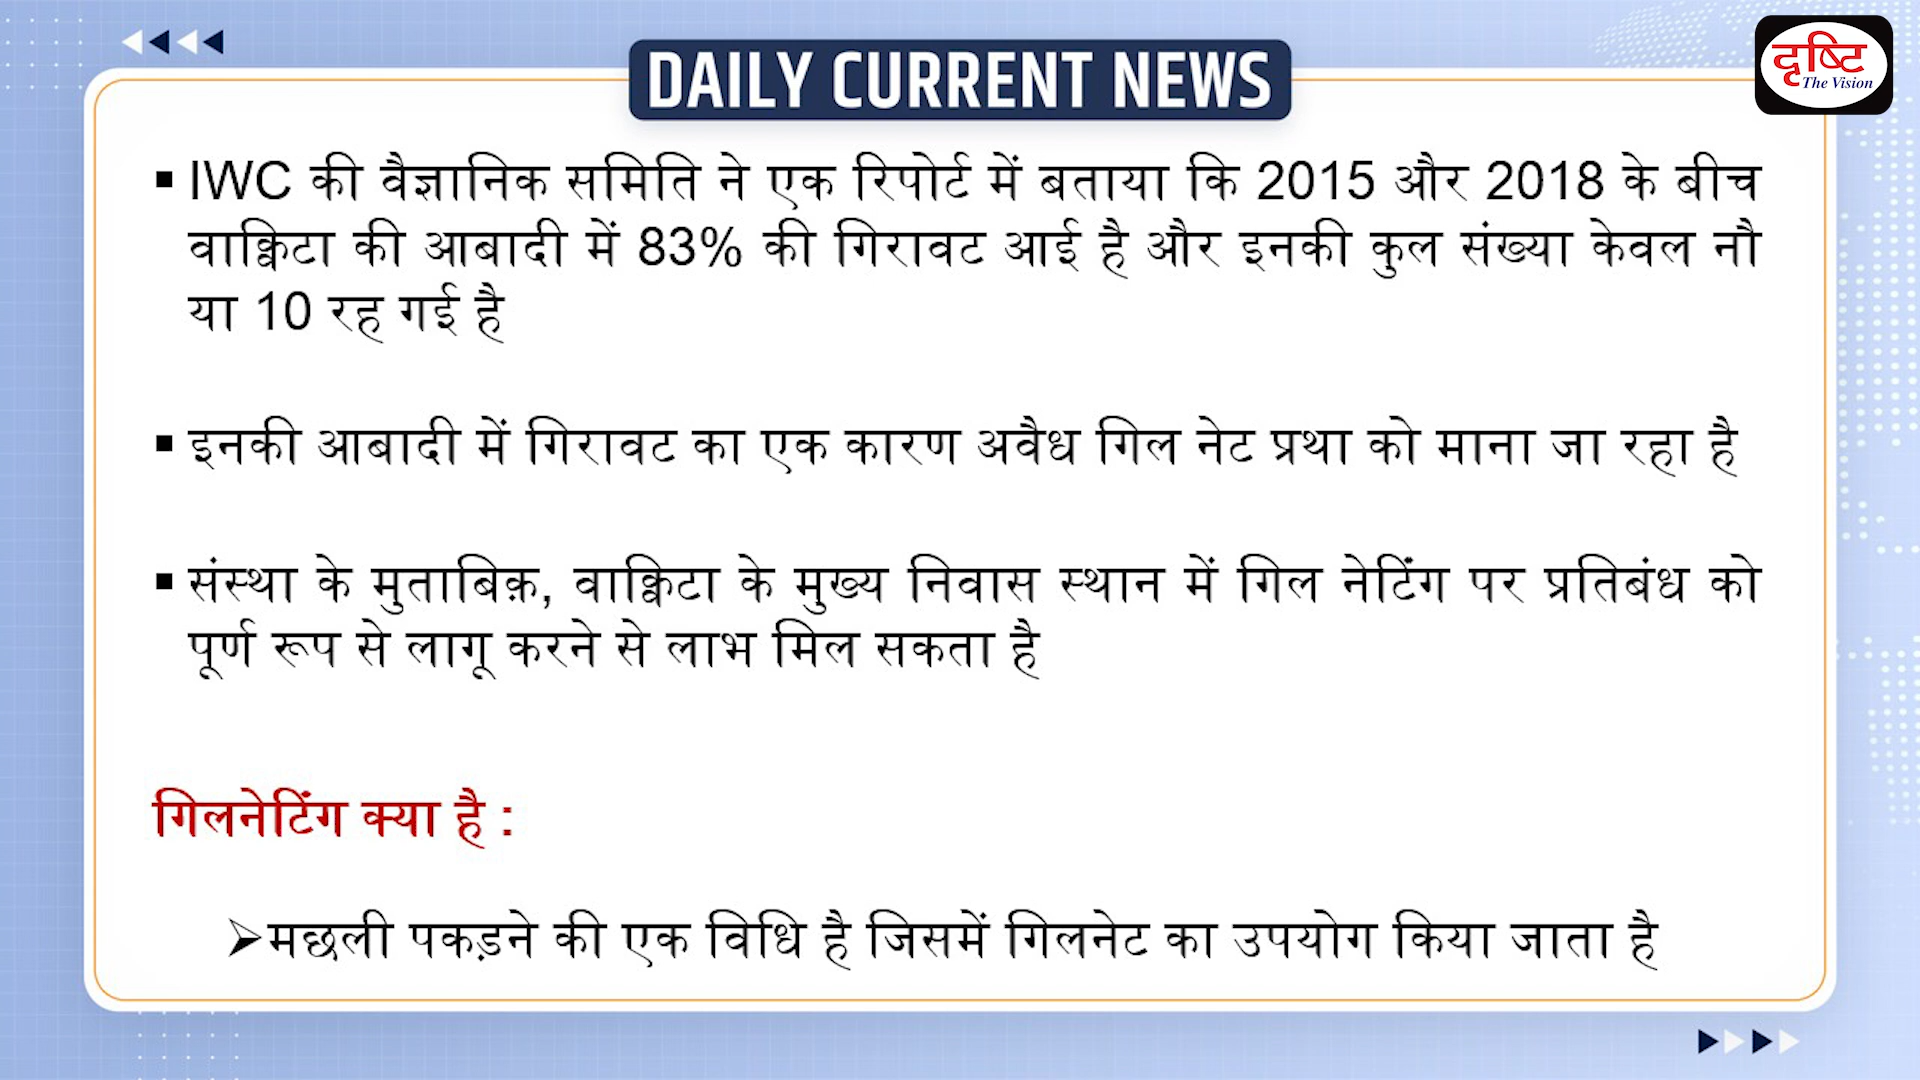 DAILY CURRENT NEWS
दृष्टि
The Vision
▪ IWC की वैज्ञानिक समिति ने एक रिपोर्ट में बताया कि 2015 और 2018 के बीच
वाक्विटा की आबादी में 83% की गिरावट आई है और इनकी कुल संख्या केवल नौ
या 10 रह गई है
▪ इनकी आबादी में गिरावट का एक कारण अवैध गिल नेट प्रथा को माना जा रहा है
▪ संस्था के मुताबिक़, वाक्विटा के मुख्य निवास स्थान में गिल नेटिंग पर प्रतिबंध को
पूर्ण रूप से लागू करने से लाभ मिल सकता है
गिलनेटिंग क्या है :
➢मछली पकड़ने की एक विधि है जिसमें गिलनेट का उपयोग किया जाता है